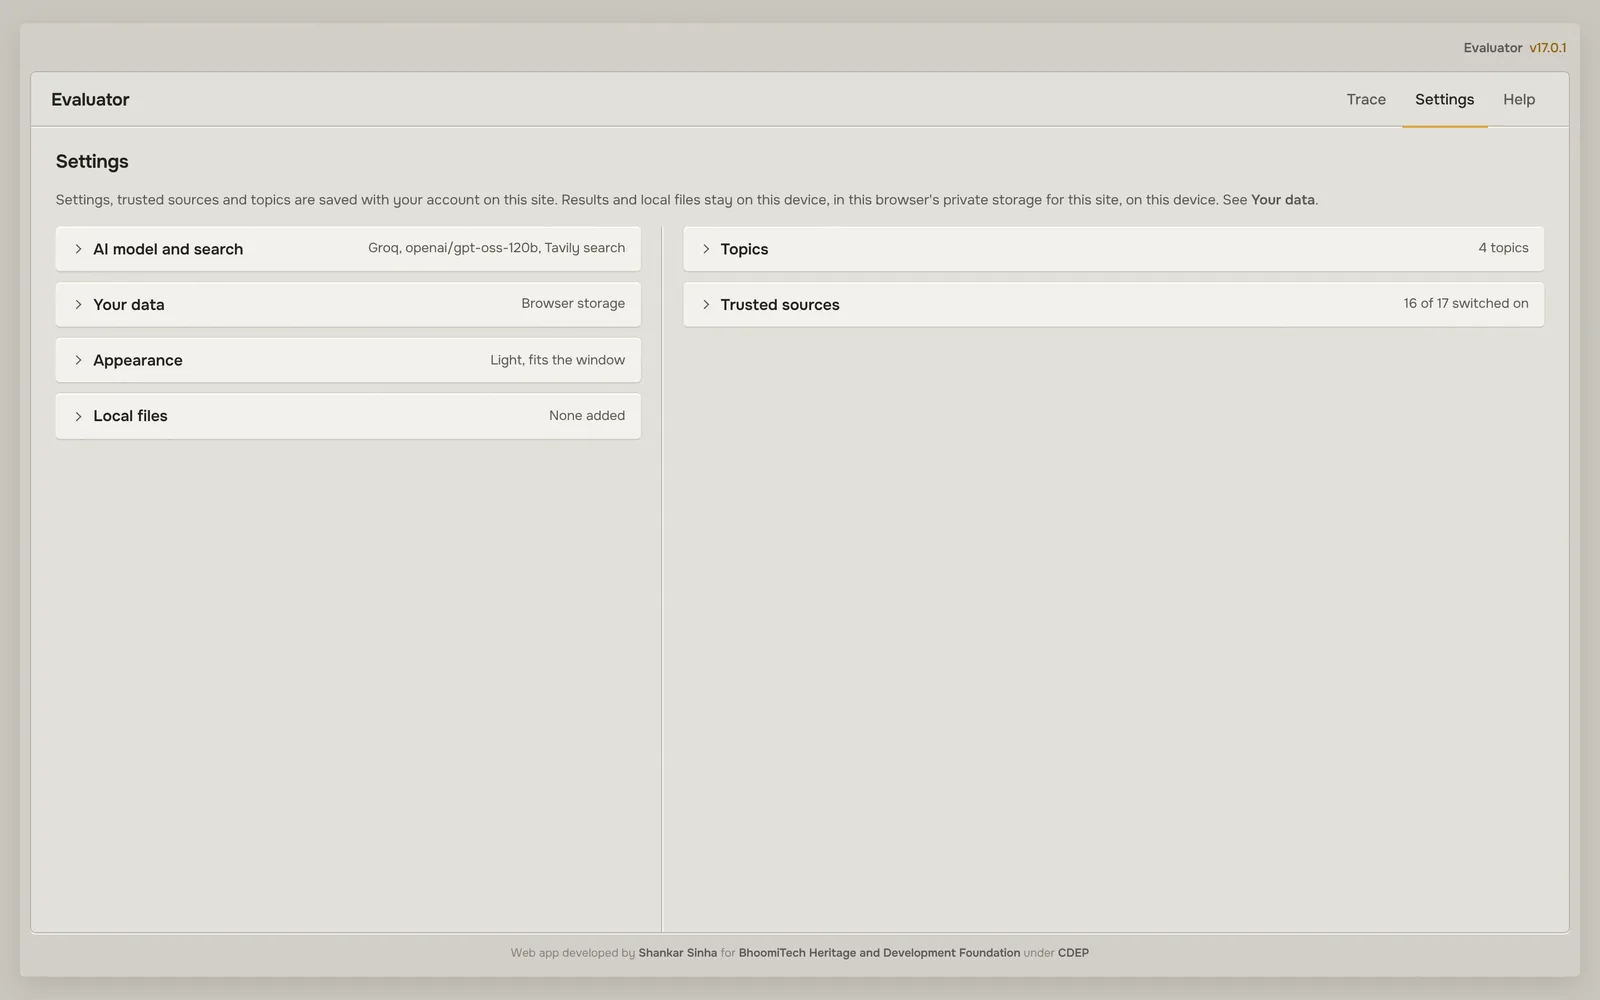 Evaluator v17.0.1
Evaluator
Trace Settings Help
Settings
Settings, trusted sources and topics are saved with your account on this site. Results and local files stay on this device, in this browser's private storage for this site, on this device. See Your data.
AI model and search Groq, openai/gpt-oss-120b, Tavily search
Your data Browser storage
Appearance Light, fits the window
Local files None added
Topics 4 topics
Trusted sources 16 of 17 switched on
Web app developed by Shankar Sinha for BhoomiTech Heritage and Development Foundation under CDEP